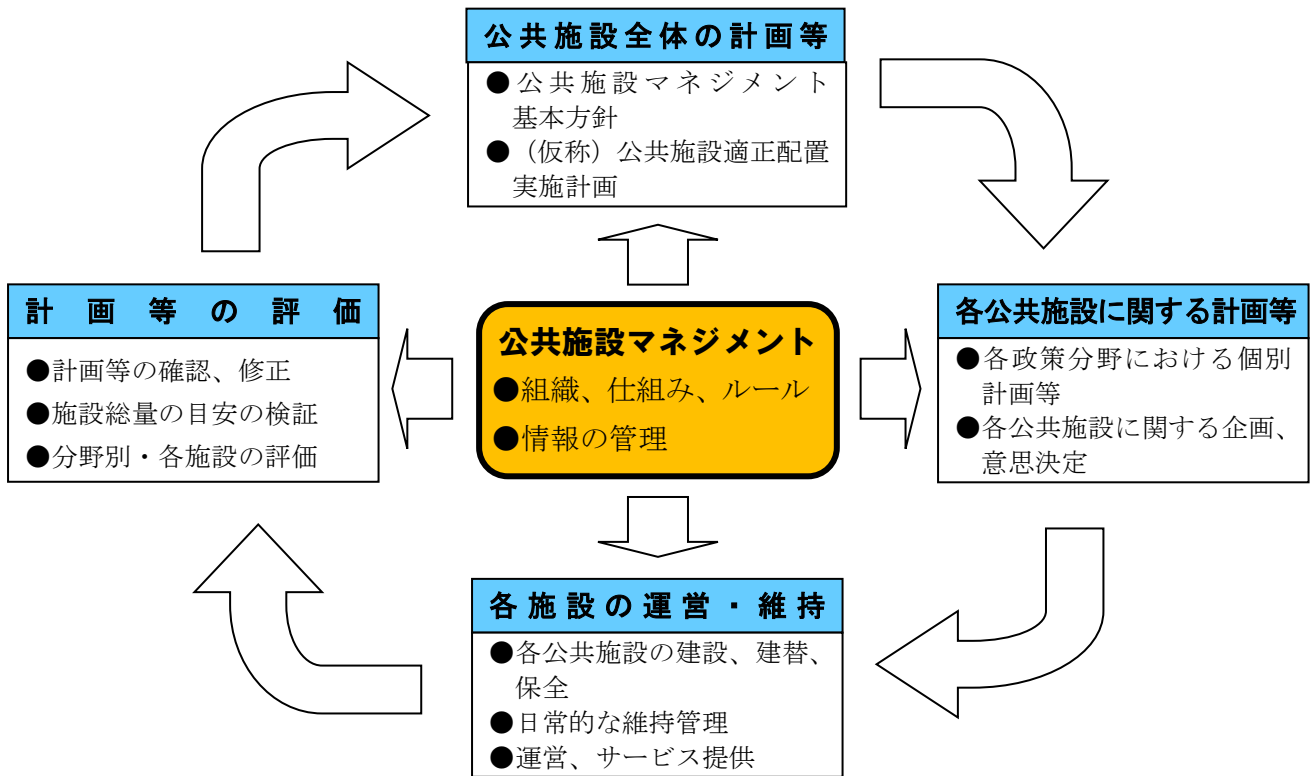 公共施設全体の計画等
●公共施設マネジメント
基本方針
●（仮称）公共施設適正配置
実施計画
計画等の評価
●計画等の確認、修正
●施設総量の目安の検証
●分野別・各施設の評価
公共施設マネジメント
●組織、仕組み、ルール
●情報の管理
各公共施設に関する計画等
●各政策分野における個別
計画等
●各公共施設に関する企画、
意思決定
各施設の運営・維持
●各公共施設の建設、建替、
保全
●日常的な維持管理
●運営、サービス提供